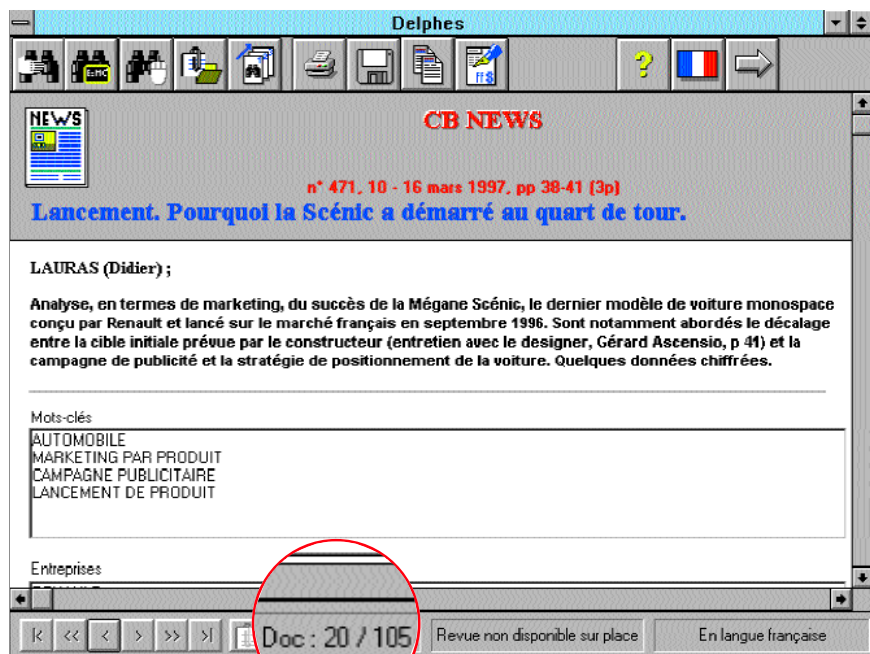 Delphes
EMC
?
NEWS
CB NEWS
n° 471, 10 - 16 mars 1997, pp 38-41 (3p)
Lancement. Pourquoi la Scénic a démarré au quart de tour.
LAURAS (Didier) ;
Analyse, en termes de marketing, du succès de la Mégane Scénic, le dernier modèle de voiture monospace
conçu par Renault et lancé sur le marché français en septembre 1996. Sont notamment abordés le décalage
entre la cible initiale prévue par le constructeur (entretien avec le designer, Gérard Ascensio, p 41) et la
campagne de publicité et la stratégie de positionnement de la voiture. Quelques données chiffrées.
Mots-clés
AUTOMOBILE
MARKETING PAR PRODUIT
CAMPAGNE PUBLICITAIRE
LANCEMENT DE PRODUIT
Entreprises
Doc : 20 / 105
Revue non disponible sur place
En langue française